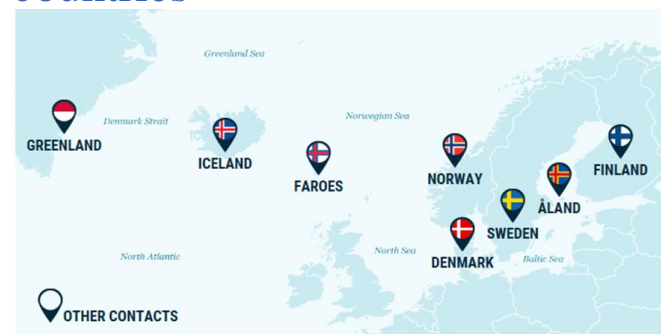 countries
Greenland Sea
Denmark Strait
Norwegian Sea
GREENLAND
ICELAND
FAROES
NORWAY
FINLAND
ÅLAND
SWEDEN
North Sea
DENMARK
Baltic Sea
North Atlantic
OTHER CONTACTS